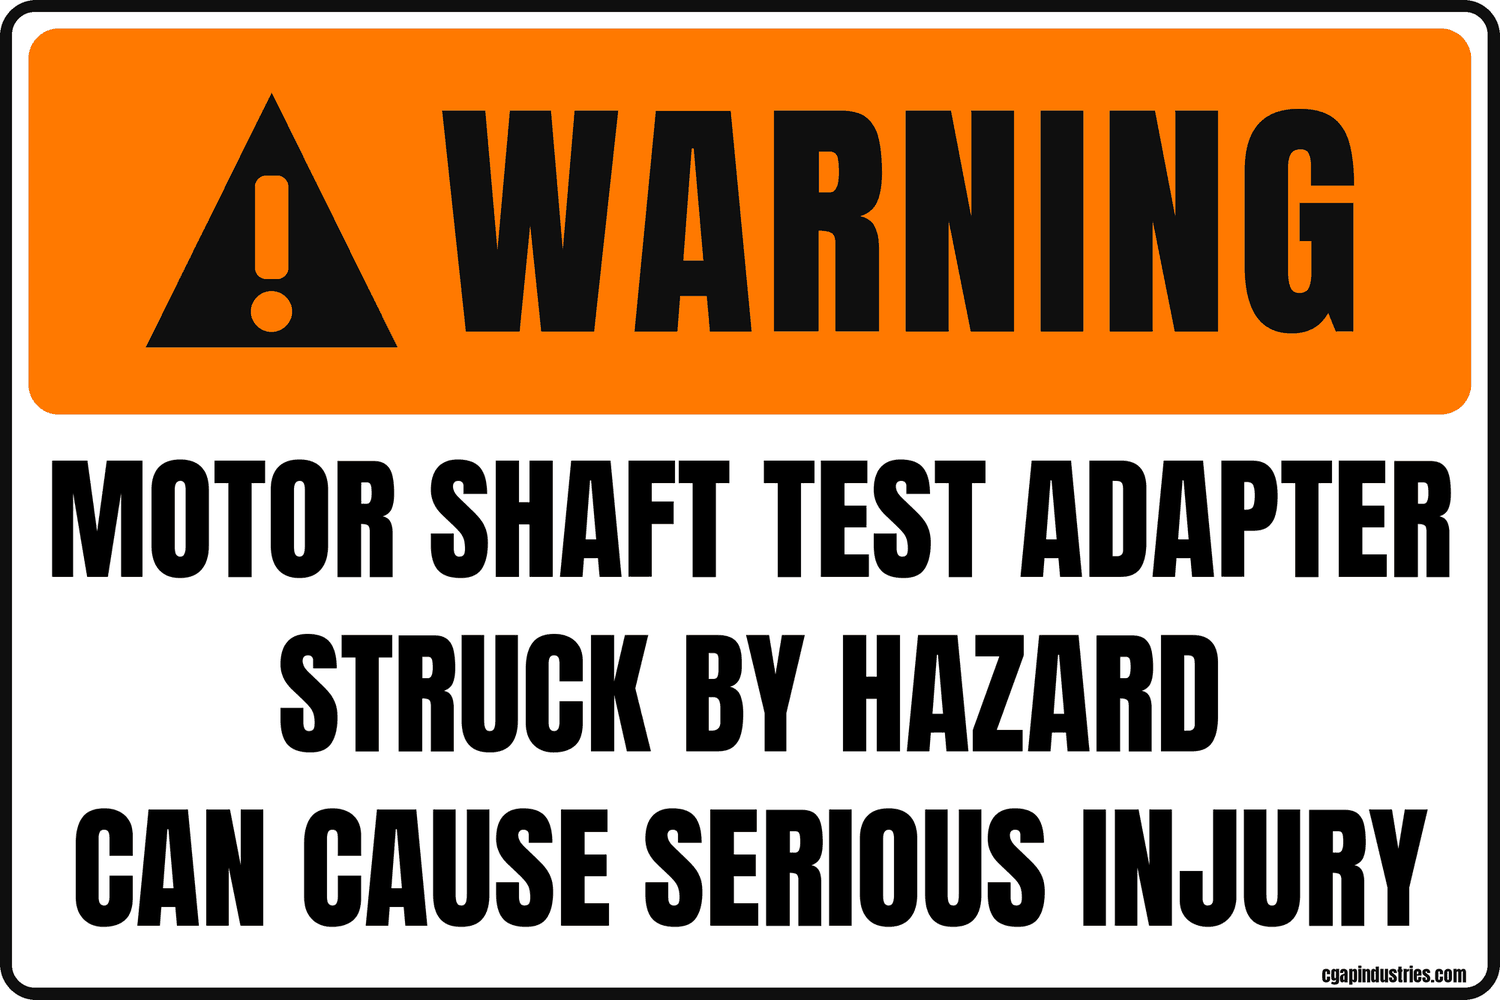 WARNING
MOTOR SHAFT TEST ADAPTER
STRUCK BY HAZARD
CAN CAUSE SERIOUS INJURY
cgapindustries.com